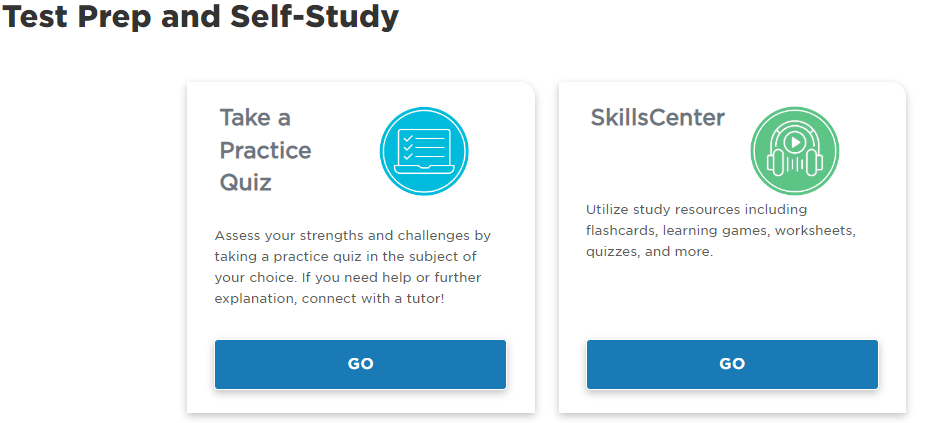 Test Prep and Self-Study
Take a
Practice
Quiz
Assess your strengths and challenges by
taking a practice quiz in the subject of
your choice. If you need help or further
explanation, connect with a tutor!
GO
SkillsCenter
Utilize study resources including
flashcards, learning games, worksheets,
quizzes, and more.
GO